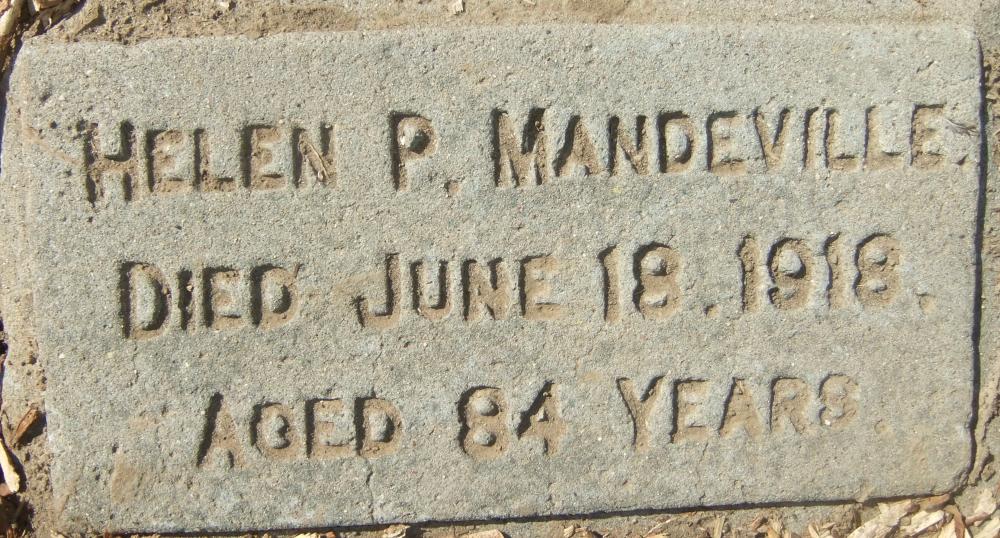 HELEN P. MANDEVILLE.
DIED JUNE 18. 1918.
AGED 84 YEARS.